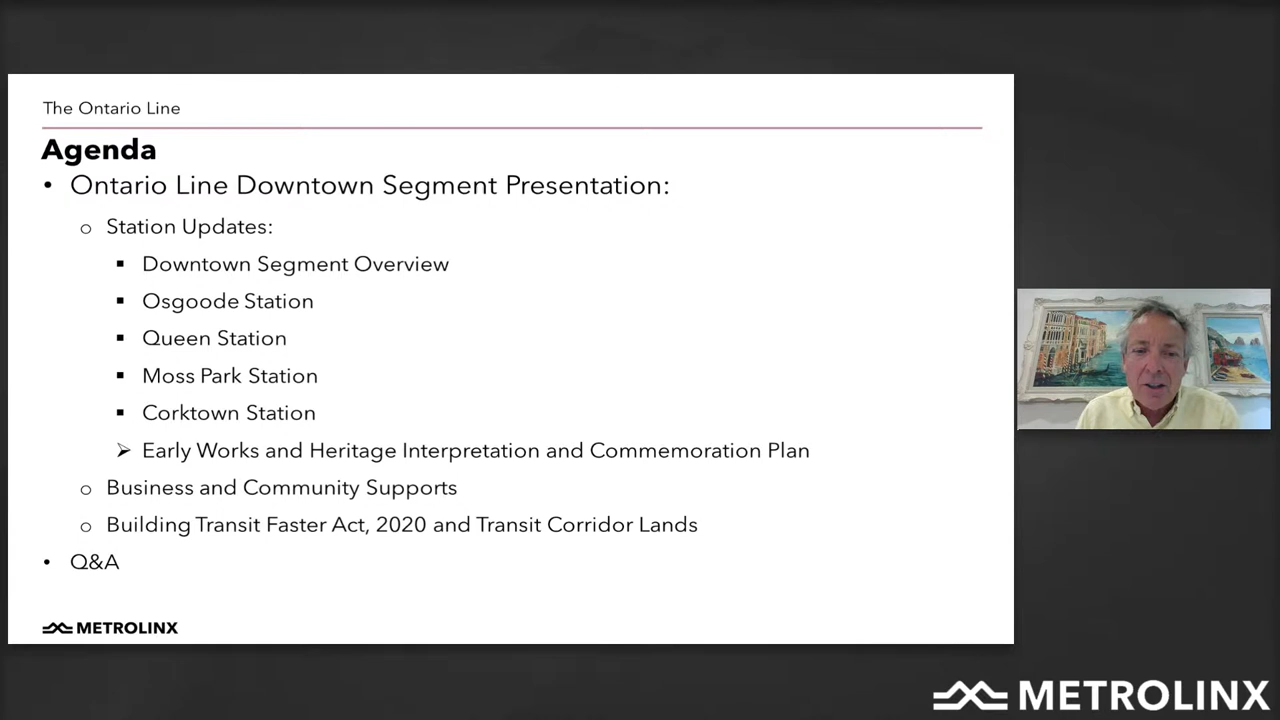 The Ontario Line
Agenda
• Ontario Line Downtown Segment Presentation:
o Station Updates:
▪ Downtown Segment Overview
▪ Osgoode Station
▪ Queen Station
▪ Moss Park Station
▪ Corktown Station
➢ Early Works and Heritage Interpretation and Commemoration Plan
o Business and Community Supports
o Building Transit Faster Act, 2020 and Transit Corridor Lands
• Q&A
METROLINX
METROLINX